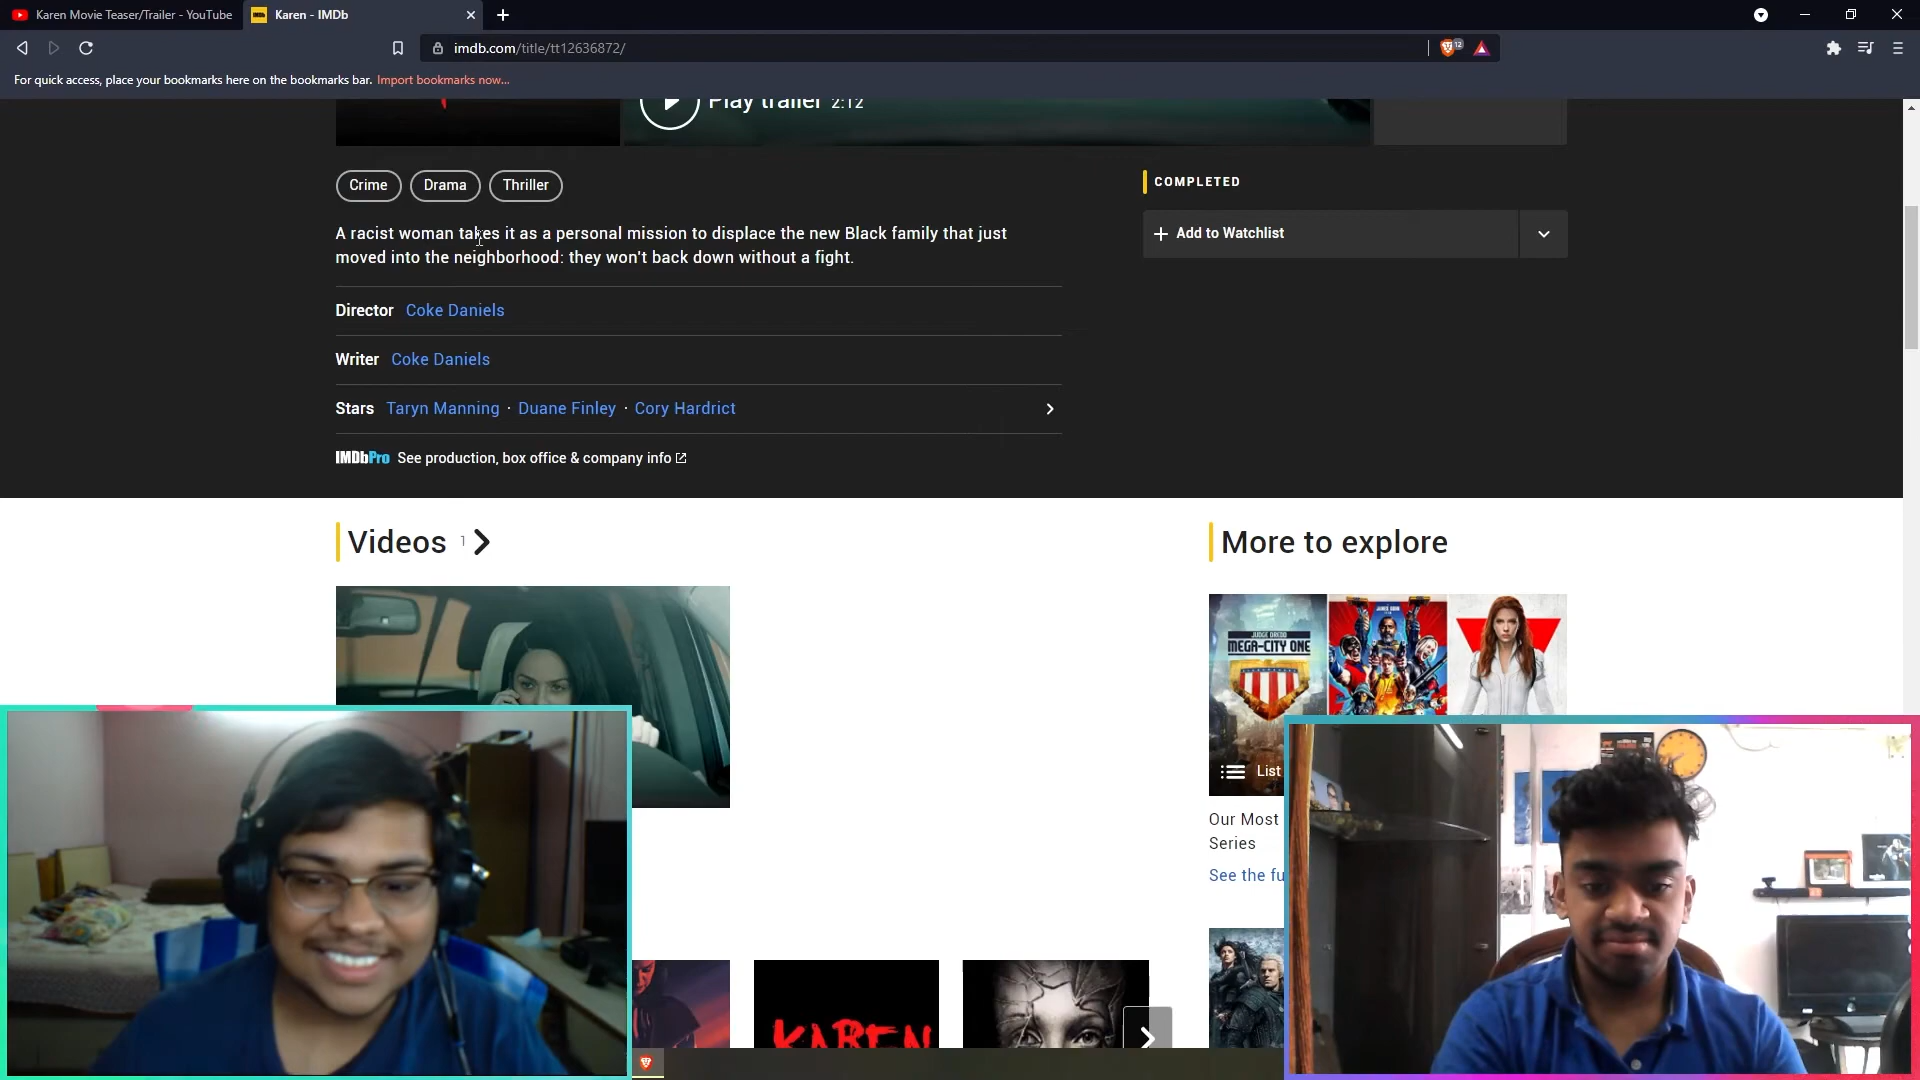 Karen Movie Teaser/Trailer - YouTube
Karen - IMDb
imdb.com/title/tt12636872/
12
For quick access, place your bookmarks here on the bookmarks bar. Import bookmarks now...
Play trailer 2:12
Crime
Drama
Thriller
COMPLETED
A racist woman takes it as a personal mission to displace the new Black family that just
moved into the neighborhood: they won't back down without a fight.
Add to Watchlist
Director Coke Daniels
Writer Coke Daniels
Stars Taryn Manning · Duane Finley · Cory Hardrict
IMDbPro See production, box office & company info
Videos 1
More to explore
JUDGE DREDD
MEGA-CITY ONE
List
Our Most
Series
See the fu
KAREN